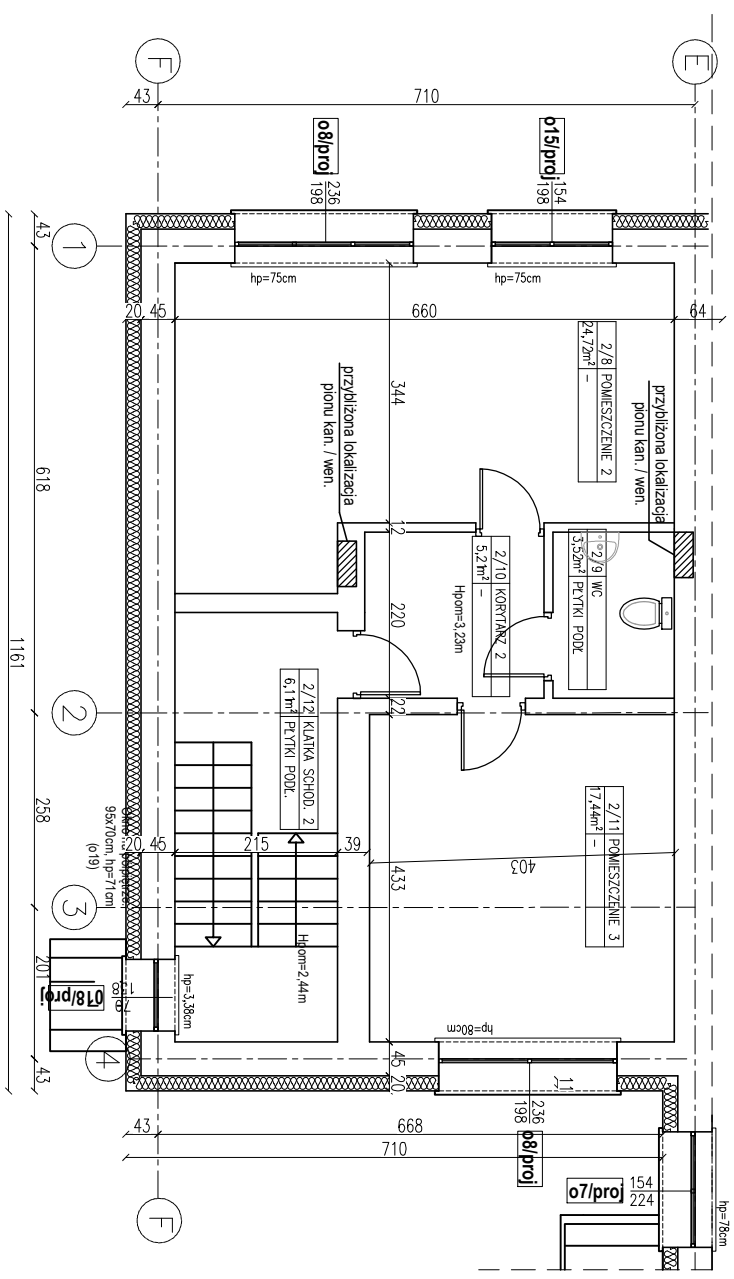 E
F
43
710
o8/proj
236
198
o15/proj
154
198
hp=75cm
hp=75cm
1
43
20
45
660
64
2/8 POMIESZCZENIE 2
24,72m²
–
344
przybliżona lokalizacja
pionu kan. / wen.
przybliżona lokalizacja
pionu kan. / wen.
12
618
2/10 KORYTARZ 2
5,21m²
–
Hpom=3,23m
2/9 WC
3,52m²
PŁYTKI PODŁ.
220
1161
2
22
2/12 KLATKA SCHOD. 2
6,11m²
PŁYTKI PODŁ.
2/11 POMIESZCZENIE 3
17,44m²
–
258
95x70cm, hp=71cm
(o19)
20
45
215
39
433
403
3
Hpom=2,44m
201
o18/proj
hp=3,38cm
hp=80cm
4
43
45
20
11
236
198
o8/proj
43
668
710
o7/proj
154
224
hp=78cm
F